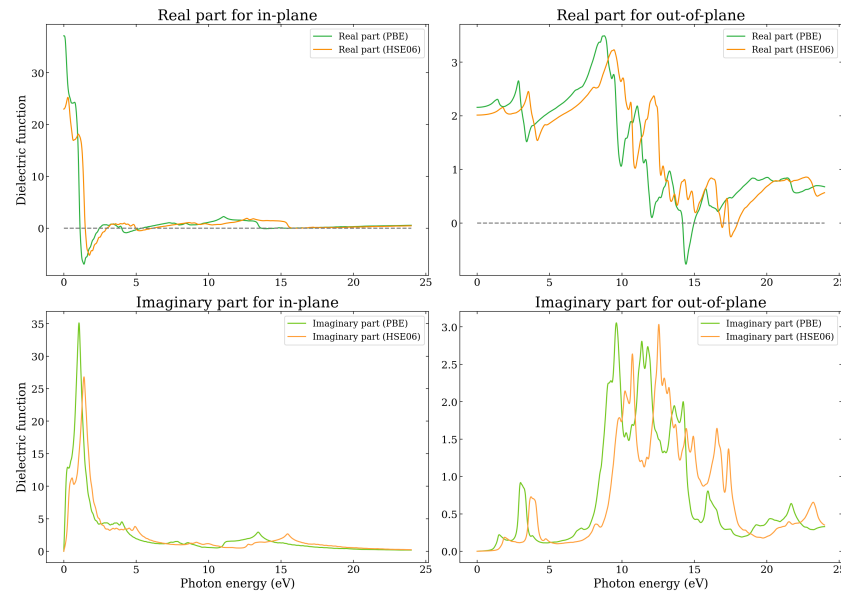 Real part for in-plane
Real part for out-of-plane
Dielectric function
Real part (PBE)
Real part (HSE06)
0
10
20
30
0
5
10
15
20
25
Real part (PBE)
Real part (HSE06)
0
1
2
3
0
5
10
15
20
25
Imaginary part for in-plane
Imaginary part for out-of-plane
Dielectric function
Imaginary part (PBE)
Imaginary part (HSE06)
0
5
10
15
20
25
30
35
0
5
10
15
20
25
Photon energy (eV)
Imaginary part (PBE)
Imaginary part (HSE06)
0.0
0.5
1.0
1.5
2.0
2.5
3.0
0
5
10
15
20
25
Photon energy (eV)